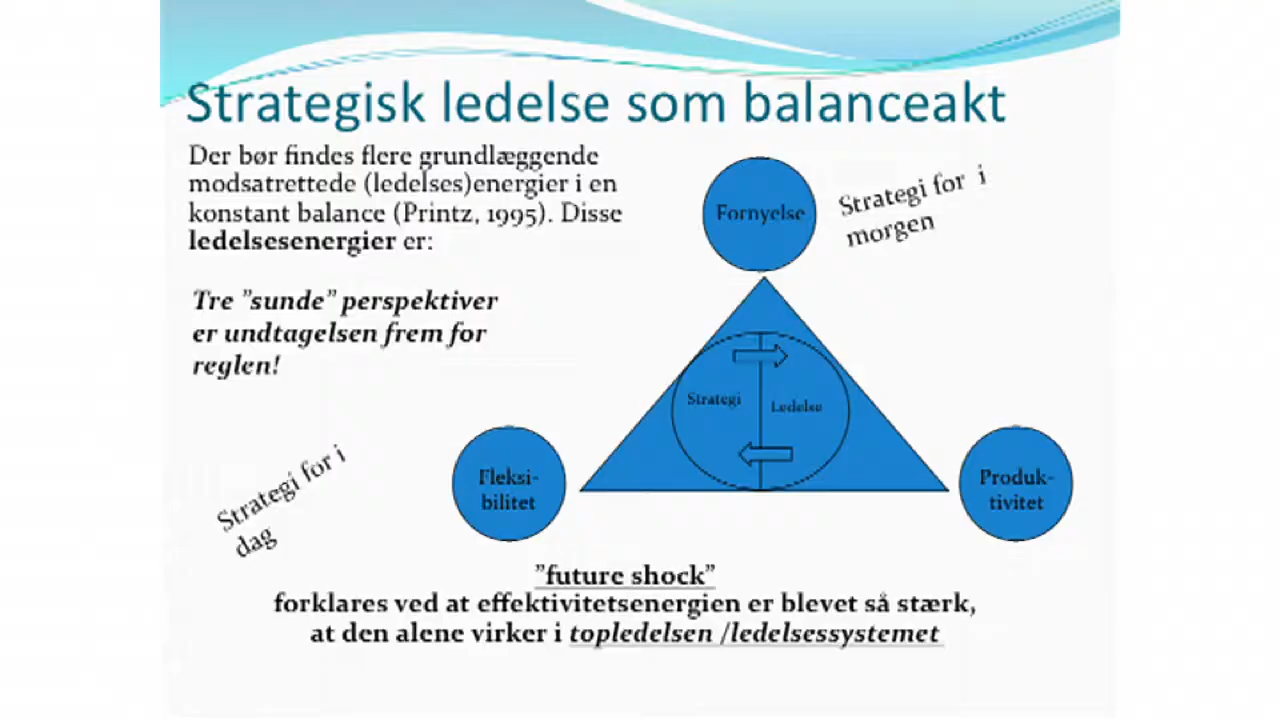 Strategisk ledelse som balanceakt
Der bør findes flere grundlæggende
modsatrettede (ledelses)energier i en
konstant balance (Printz, 1995). Disse
ledelsesenergier er:
Tre ”sunde” perspektiver
er undtagelsen frem for
reglen!
Fornyelse
Strategi for i
morgen
Strategi
Ledelse
Strategi for i
dag
Fleksi-
bilitet
Produk-
tivitet
”future shock”
forklares ved at effektivitetsenergien er blevet så stærk,
at den alene virker i topledelsen /ledelsessystemet